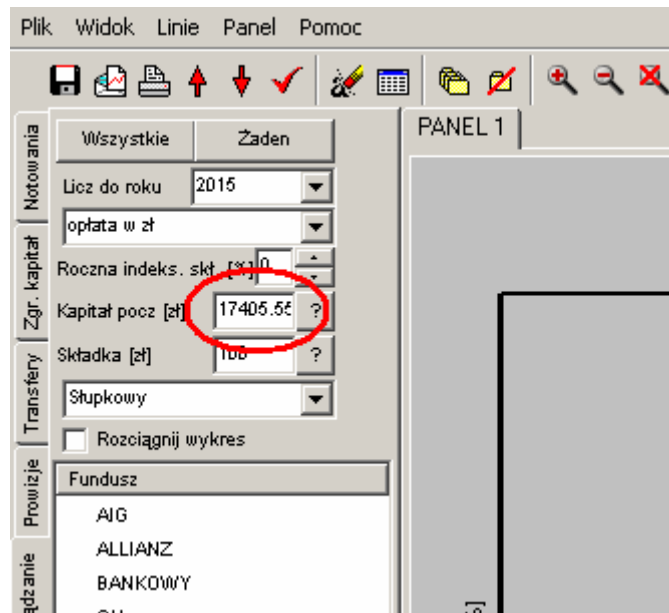 Plik Widok Linie Panel Pomoc
Wszystkie Żaden
PANEL 1
Licz do roku 2015
opłata w zł
Roczna indeks. skł. [%] 0
Kapitał pocz [zł] 17405.55 ?
Składka [zł] 100 ?
Słupkowy
Rozciągnij wykres
Fundusz
AIG
ALLIANZ
BANKOWY
Notowania
Zgr. kapitał
Transfery
Prowizje